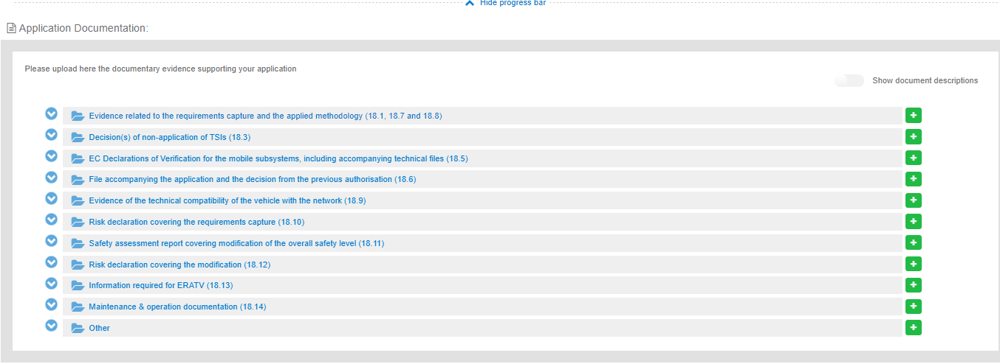 Hide progress bar
Application Documentation:
Please upload here the documentary evidence supporting your application
Show document descriptions
Evidence related to the requirements capture and the applied methodology (18.1, 18.7 and 18.8)
Decision(s) of non-application of TSIs (18.3)
EC Declarations of Verification for the mobile subsystems, including accompanying technical files (18.5)
File accompanying the application and the decision from the previous authorisation (18.6)
Evidence of the technical compatibility of the vehicle with the network (18.9)
Risk declaration covering the requirements capture (18.10)
Safety assessment report covering modification of the overall safety level (18.11)
Risk declaration covering the modification (18.12)
Information required for ERATV (18.13)
Maintenance & operation documentation (18.14)
Other